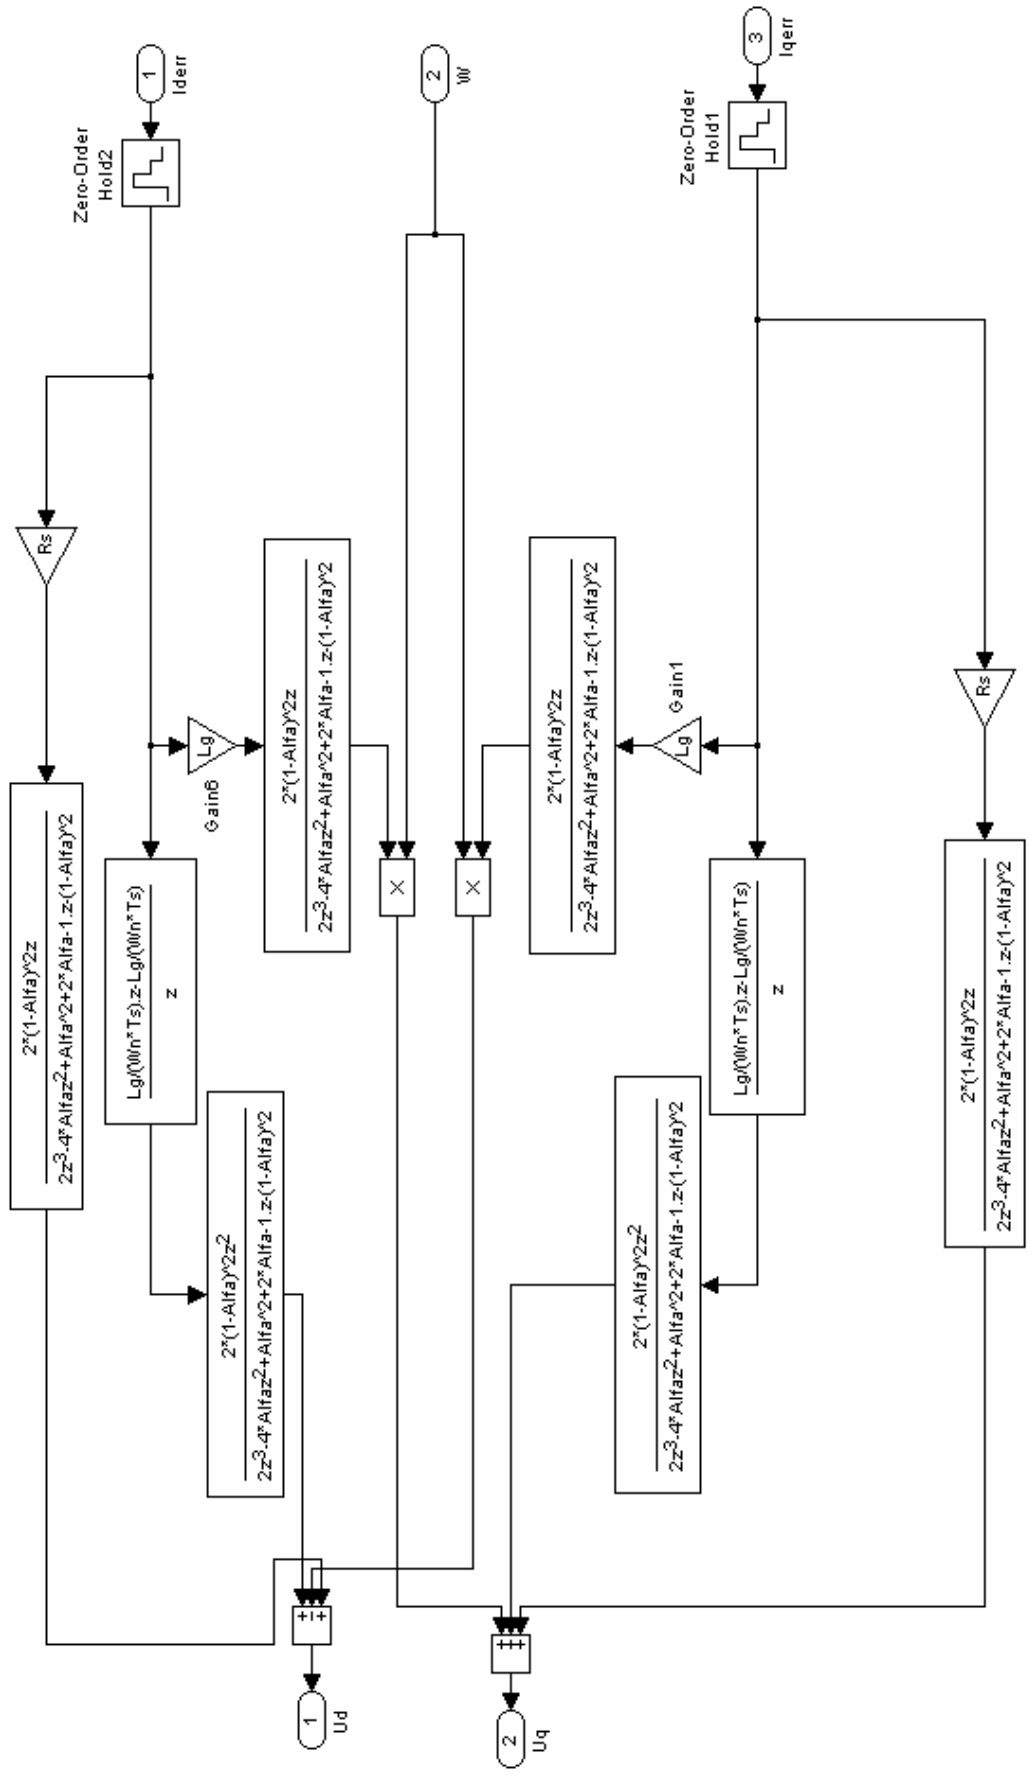 2*(1-Alfa)^2z
2z3-4*Alfaz2+Alfa^2+2*Alfa-1.z-(1-Alfa)^2
Rs
Zero-Order
Hold2
Lg/(Wn*Ts).z-Lg/(Wn*Ts)
z
1
Iderr
2*(1-Alfa)^2z2
2z3-4*Alfaz2+Alfa^2+2*Alfa-1.z-(1-Alfa)^2
Lg
Gain6
2*(1-Alfa)^2z
2z3-4*Alfaz2+Alfa^2+2*Alfa-1.z-(1-Alfa)^2
+
-
+
1
Ud
×
2
W
×
+
+
+
2
Uq
2*(1-Alfa)^2z
2z3-4*Alfaz2+Alfa^2+2*Alfa-1.z-(1-Alfa)^2
2*(1-Alfa)^2z2
2z3-4*Alfaz2+Alfa^2+2*Alfa-1.z-(1-Alfa)^2
Gain1
Lg
Zero-Order
Hold1
Lg/(Wn*Ts).z-Lg/(Wn*Ts)
z
3
Iqerr
2*(1-Alfa)^2z
2z3-4*Alfaz2+Alfa^2+2*Alfa-1.z-(1-Alfa)^2
Rs